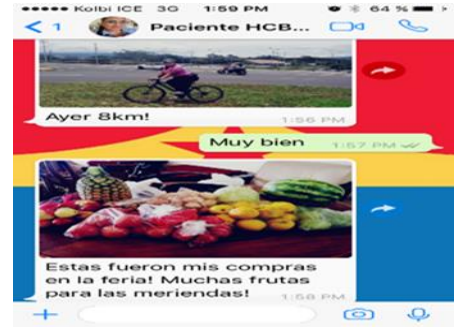 Kolbi ICE 3G 1:59 PM 64 %
< 1 Paciente HCB...
Ayer 8km!
1:56 PM
Muy bien 1:57 PM
Estas fueron mis compras
en la feria! Muchas frutas
para las meriendas!
1:58 PM